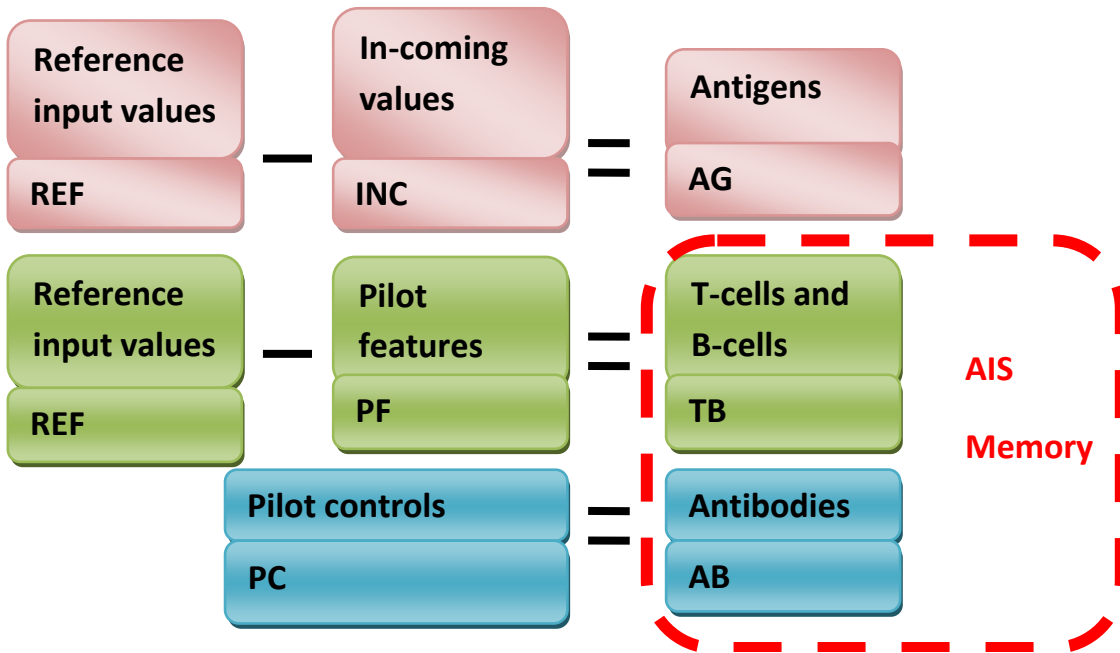 Reference
input values
REF
In-coming
values
INC
Antigens
AG
Reference
input values
REF
Pilot
features
PF
T-cells and
B-cells
TB
AIS
Memory
Pilot controls
PC
Antibodies
AB